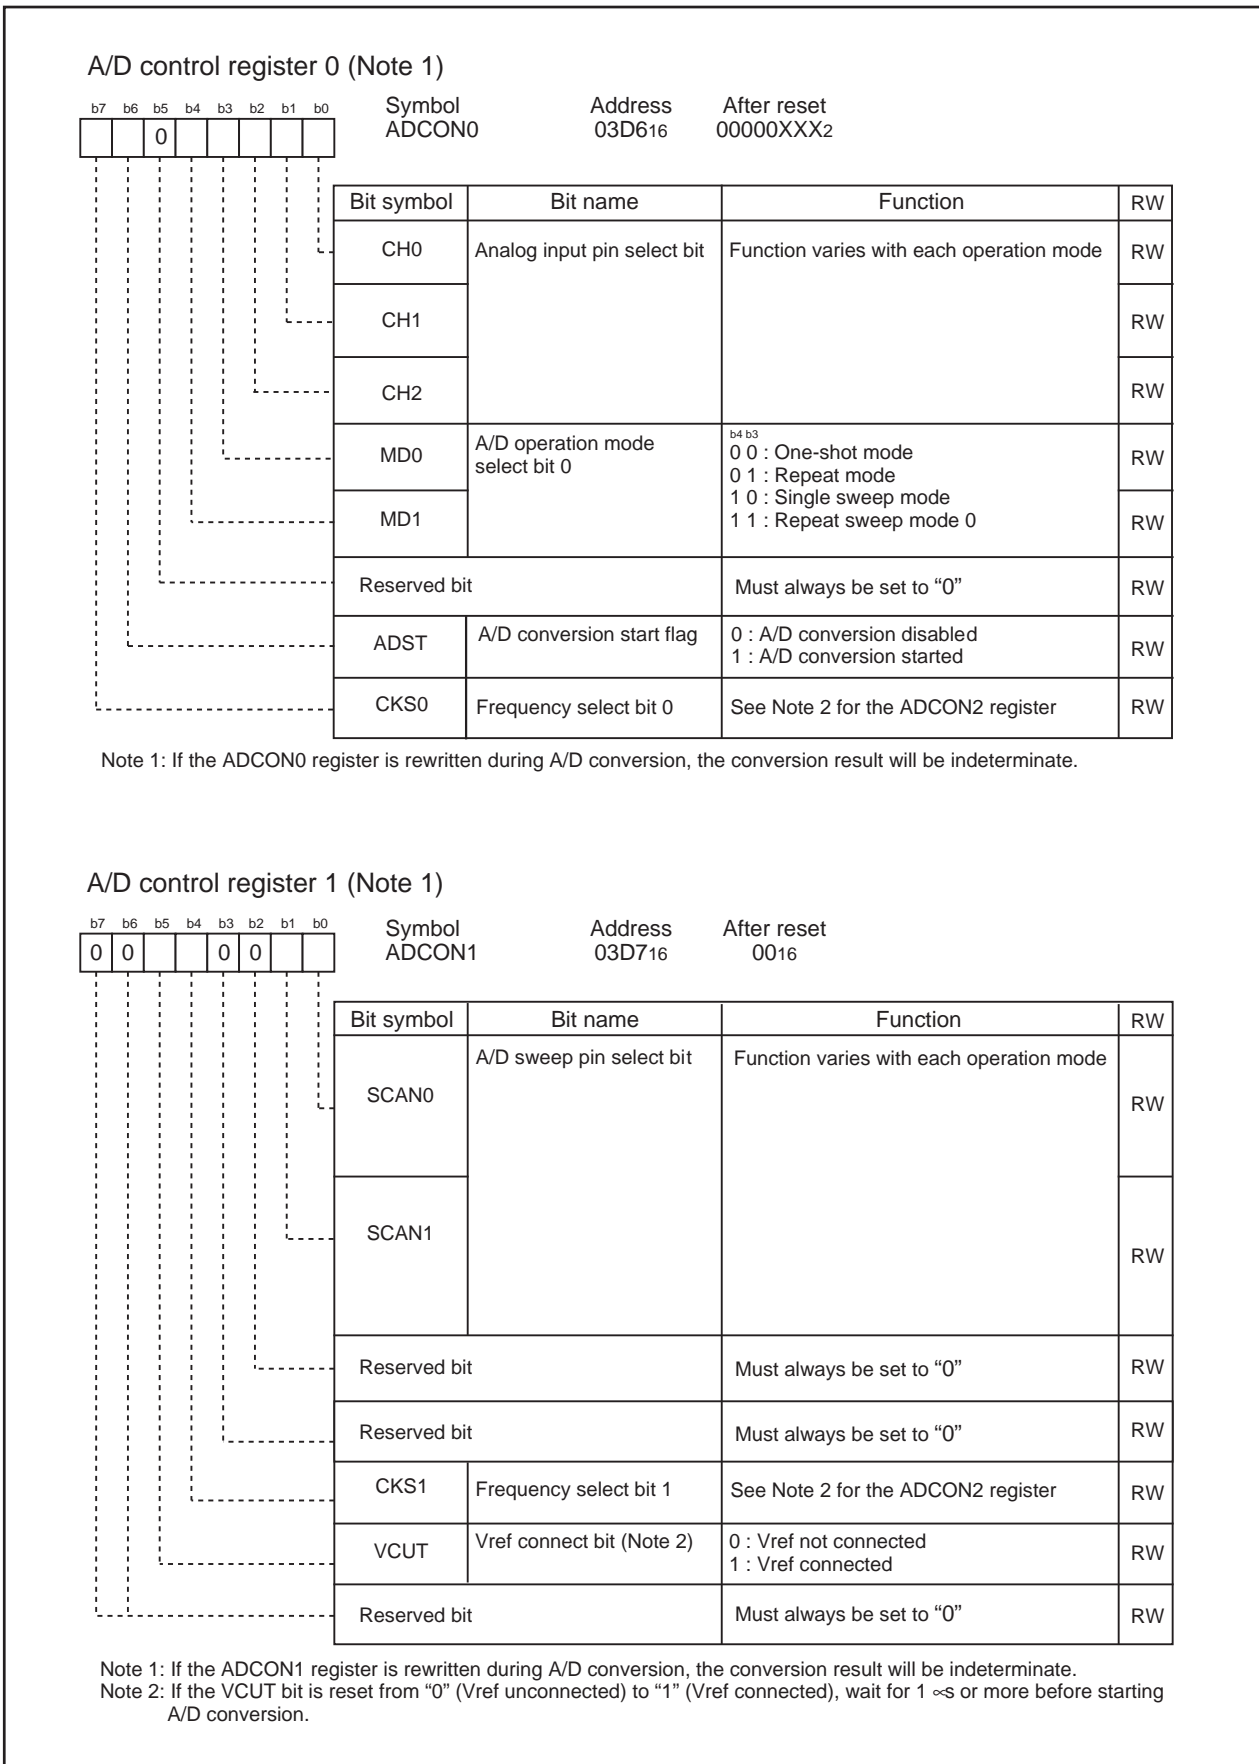 A/D control register 0 (Note 1)
b7 b6 b5 b4 b3 b2 b1 b0
0
Symbol Address After reset
ADCON0 03D616 00000XXX2
Bit symbol Bit name Function RW
CH0 Analog input pin select bit Function varies with each operation mode RW
CH1 RW
CH2 RW
MD0 A/D operation mode
select bit 0
b4 b3
0 0 : One-shot mode
0 1 : Repeat mode
1 0 : Single sweep mode
1 1 : Repeat sweep mode 0
RW
MD1 RW
Reserved bit Must always be set to “0” RW
ADST A/D conversion start flag 0 : A/D conversion disabled
1 : A/D conversion started
RW
CKS0 Frequency select bit 0 See Note 2 for the ADCON2 register RW
Note 1: If the ADCON0 register is rewritten during A/D conversion, the conversion result will be indeterminate.
A/D control register 1 (Note 1)
b7 b6 b5 b4 b3 b2 b1 b0
0 0 0 0
Symbol Address After reset
ADCON1 03D716 0016
Bit symbol Bit name Function RW
SCAN0 A/D sweep pin select bit Function varies with each operation mode RW
SCAN1 RW
Reserved bit Must always be set to “0” RW
Reserved bit Must always be set to “0” RW
CKS1 Frequency select bit 1 See Note 2 for the ADCON2 register RW
VCUT Vref connect bit (Note 2) 0 : Vref not connected
1 : Vref connected
RW
Reserved bit Must always be set to “0” RW
Note 1: If the ADCON1 register is rewritten during A/D conversion, the conversion result will be indeterminate.
Note 2: If the VCUT bit is reset from “0” (Vref unconnected) to “1” (Vref connected), wait for 1 ∝s or more before starting
A/D conversion.